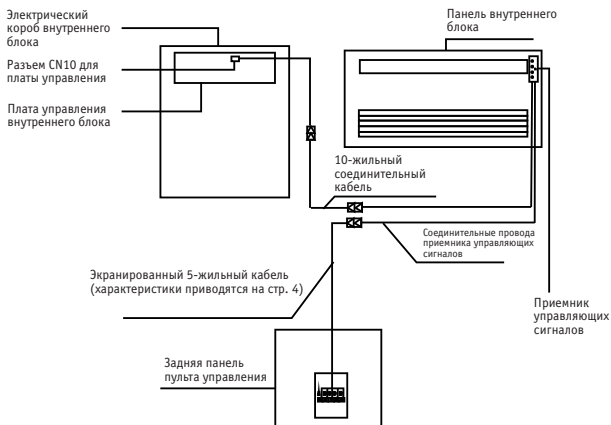 Электрический
короб внутреннего
блока
Разъем CN10 для
платы управления
Плата управления
внутреннего блока
Панель внутреннего
блока
10-жильный
соединительный
кабель
Соединительные провода
приемника управляющих
сигналов
Экранированный 5-жильный кабель
(характеристики приводятся на стр. 4)
Приемник
управляющих
сигналов
Задняя панель
пульта управления